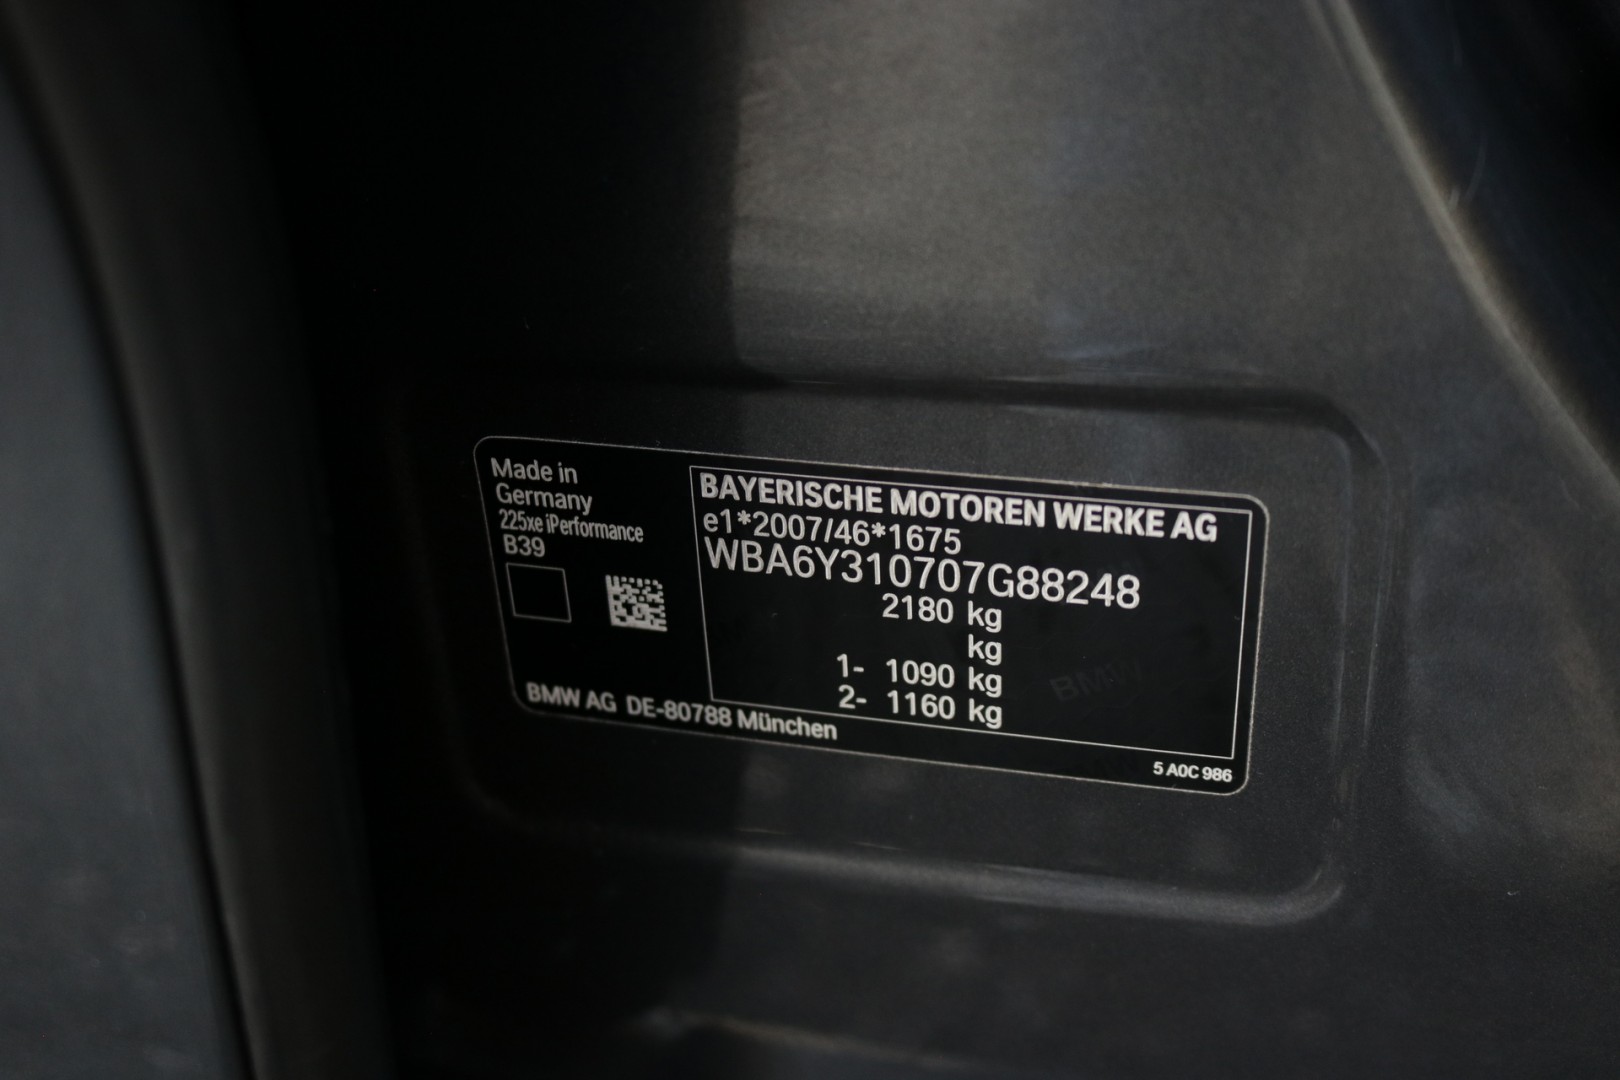 Made in
Germany
225xe iPerformance
B39
BMW AG DE-80788 München
BAYERISCHE MOTOREN WERKE AG
e1*2007/46*1675
WBA6Y310707G88248
2180 kg
kg
1- 1090 kg
2- 1160 kg
BMW
5 A0C 986